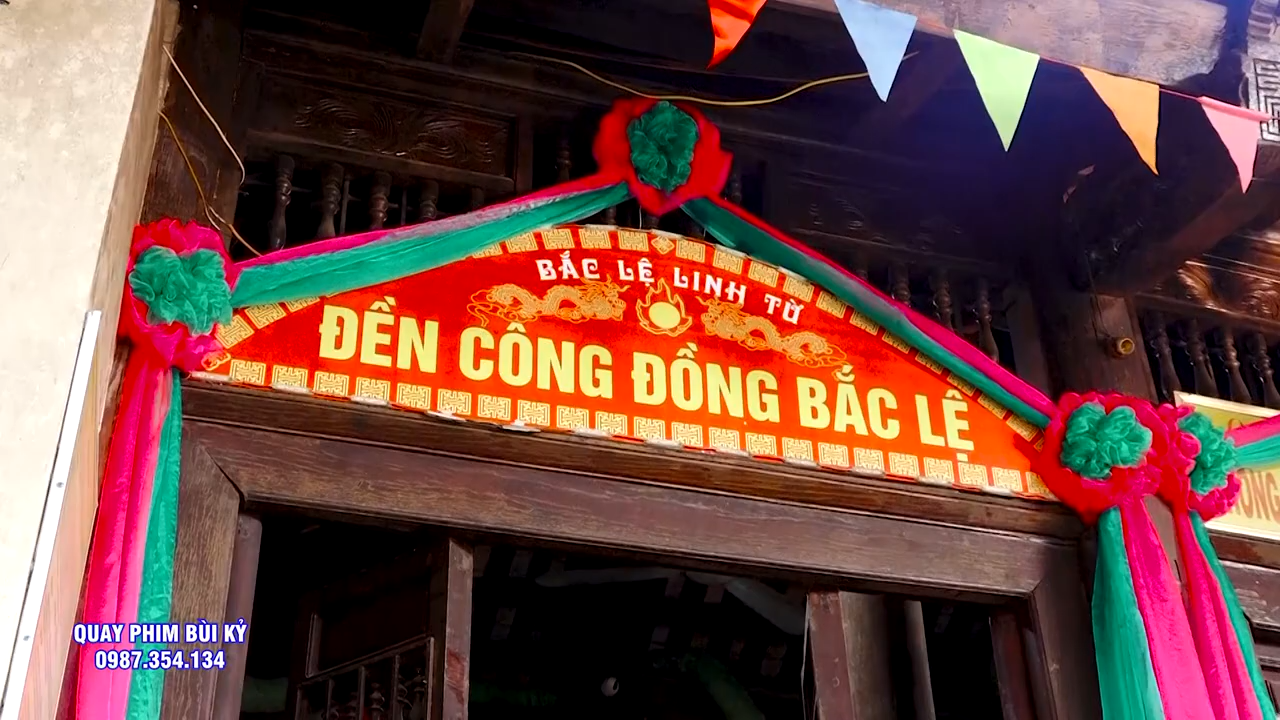 BẮC LỆ LINH TỪ
ĐỀN CÔNG ĐỒNG BẮC LỆ
QUAY PHIM BÙI KỶ
0987.354.134